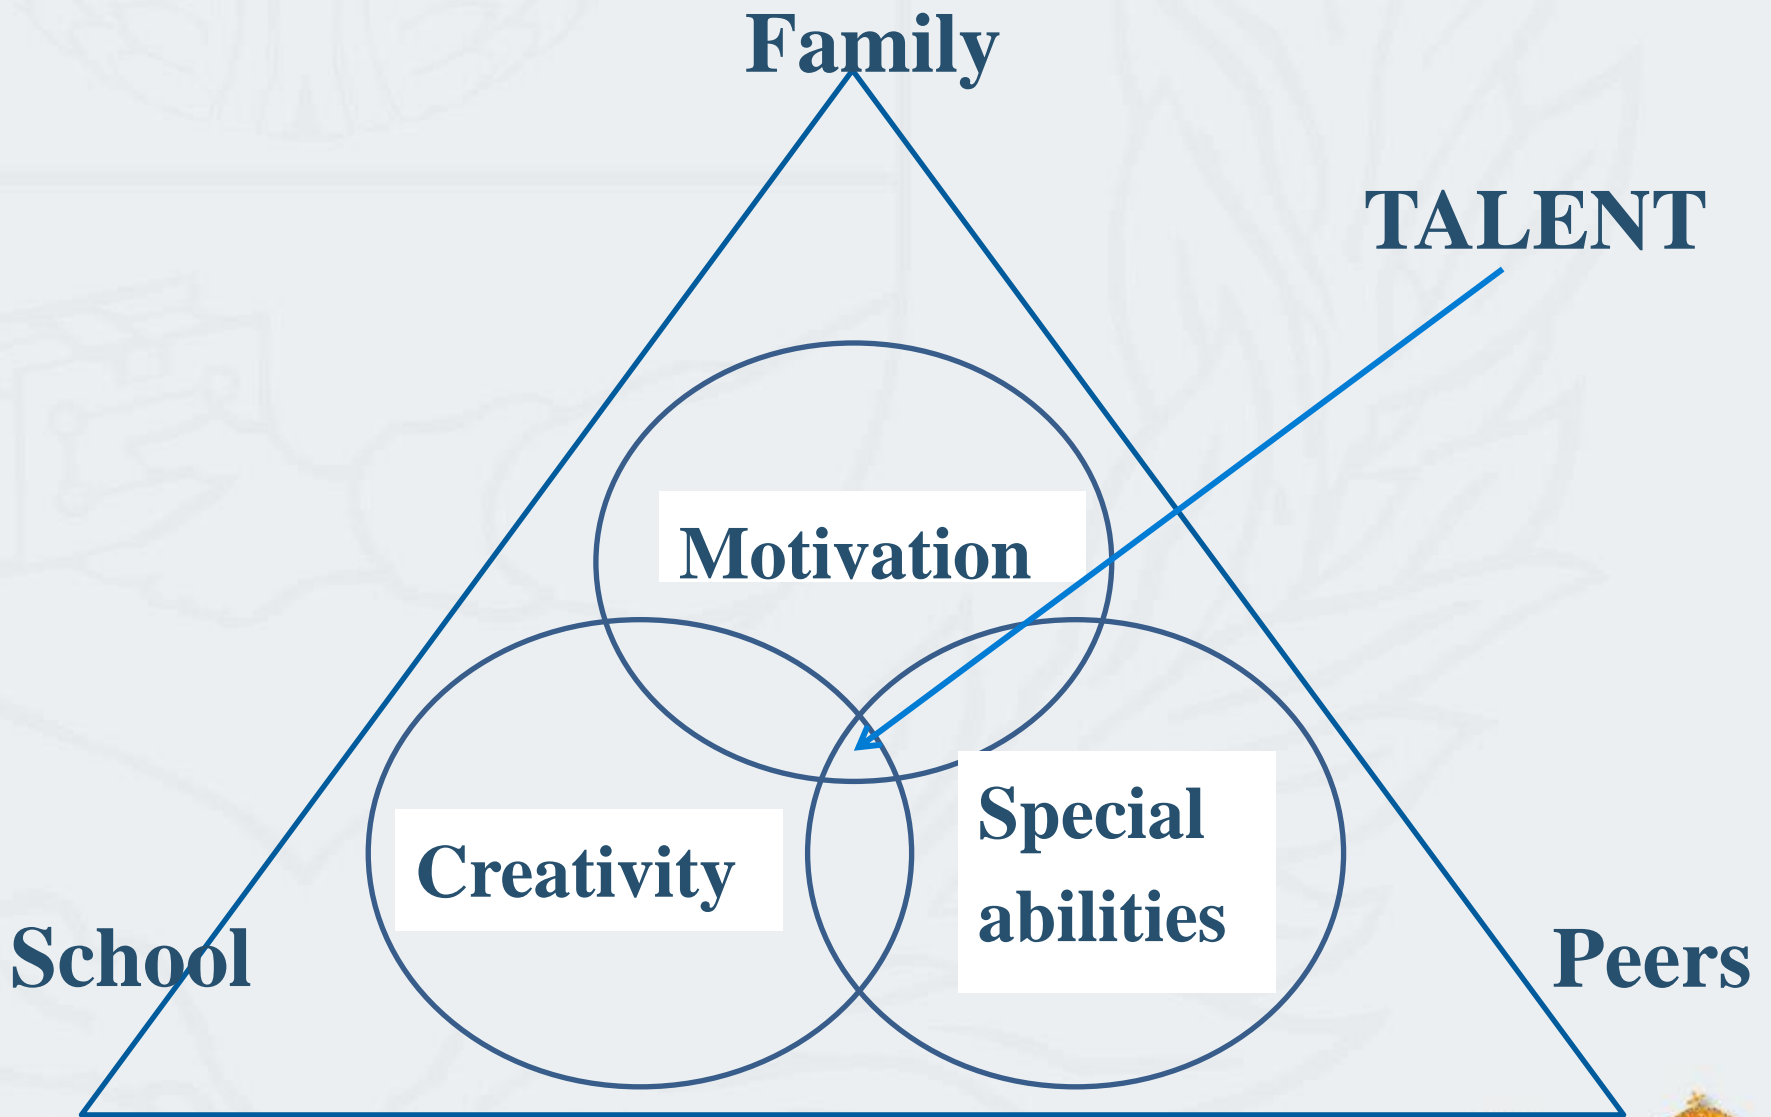 Family
TALENT
Motivation
Special
abilities
Creativity
School
Peers